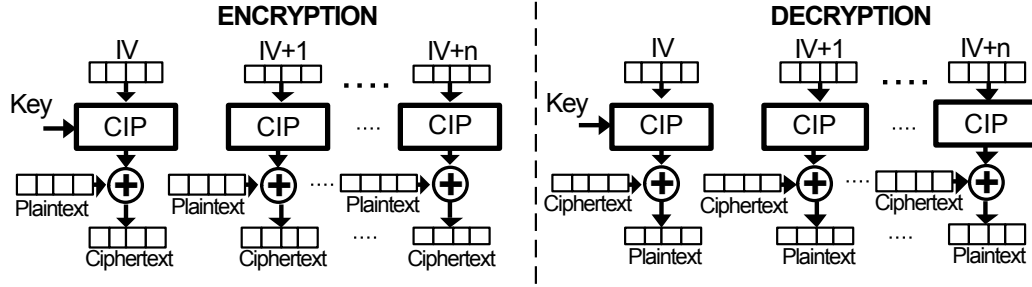 ENCRYPTION
DECRYPTION
IV
IV+1
IV+n
IV
IV+1
IV+n
....
....
Key
CIP
CIP
....
CIP
Key
CIP
CIP
....
CIP
....
....
Plaintext
Plaintext
Plaintext
Ciphertext
Ciphertext
Ciphertext
....
....
Ciphertext
Ciphertext
Ciphertext
Plaintext
Plaintext
Plaintext